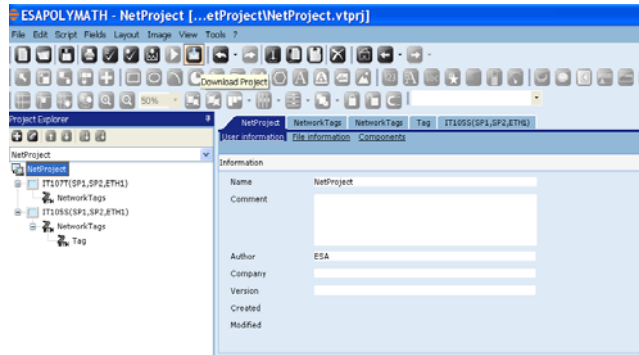 ESAPOLYMATH - NetProject [...etProject\NetProject.vtprj]
File Edit Script Fields Layout Image View Tools ?
Download Project
50%
Project Explorer
NetProject
NetProject
IT107T(SP1,SP2,ETH1)
NetworkTags
IT105S(SP1,SP2,ETH1)
NetworkTags
Tag
NetProject NetworkTags NetworkTags Tag IT105S(SP1,SP2,ETH1)
User information File information Components
Information
Name NetProject
Comment
Author ESA
Company
Version
Created
Modified